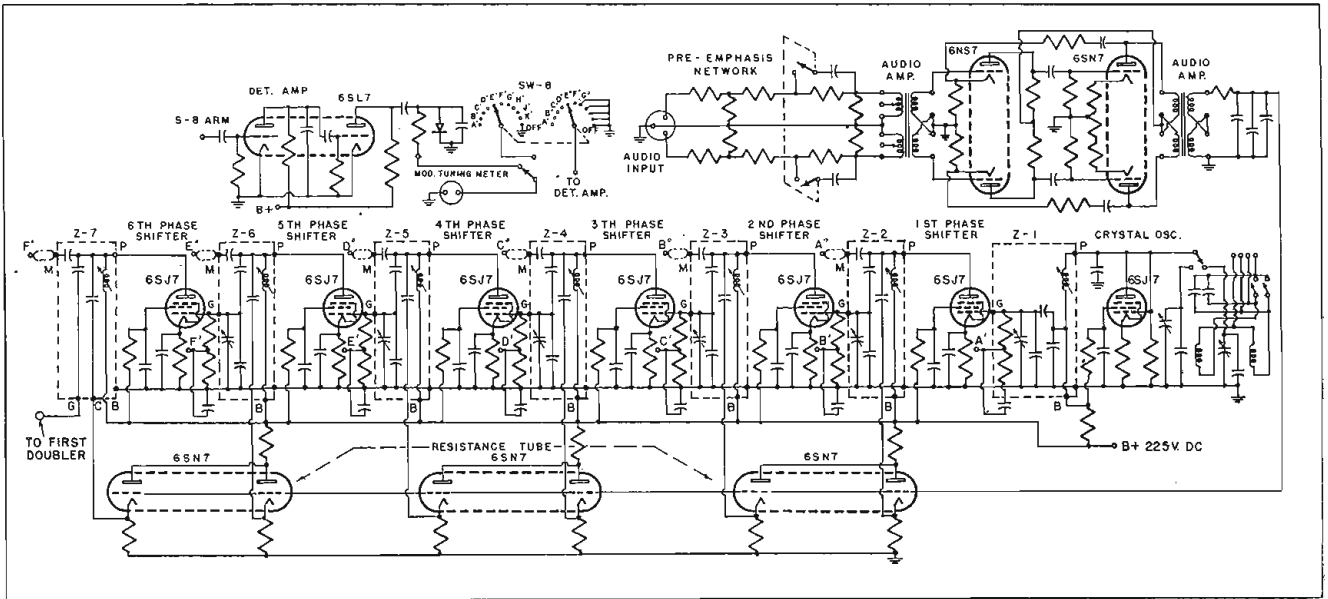 DET. AMP
6SL7
S-8 ARM
B+
SW-8
A' B' C' D' E' F' G' H' J' K'
OFF
A' B' C' D' E' F' G'
OFF
MOD. TUNING METER
TO
DET. AMP.
PRE-EMPHASIS
NETWORK
AUDIO
INPUT
AUDIO
AMP.
6NS7
6SN7
AUDIO
AMP.
6TH PHASE
SHIFTER
5TH PHASE
SHIFTER
4TH PHASE
SHIFTER
3TH PHASE
SHIFTER
2ND PHASE
SHIFTER
1ST PHASE
SHIFTER
CRYSTAL OSC.
Z-7
Z-6
Z-5
Z-4
Z-3
Z-2
Z-1
F" M P
E" M P
D" M P
C" M P
B" M P
A" M P
P
6SJ7 G
6SJ7 G
6SJ7 G
6SJ7 G
6SJ7 G
6SJ7 G
6SJ7
F'
E'
D'
C'
B'
A'
G C B
B
B
B
B
B
B
TO FIRST
DOUBLER
B+ 225V. DC
RESISTANCE TUBE
6SN7
6SN7
6SN7